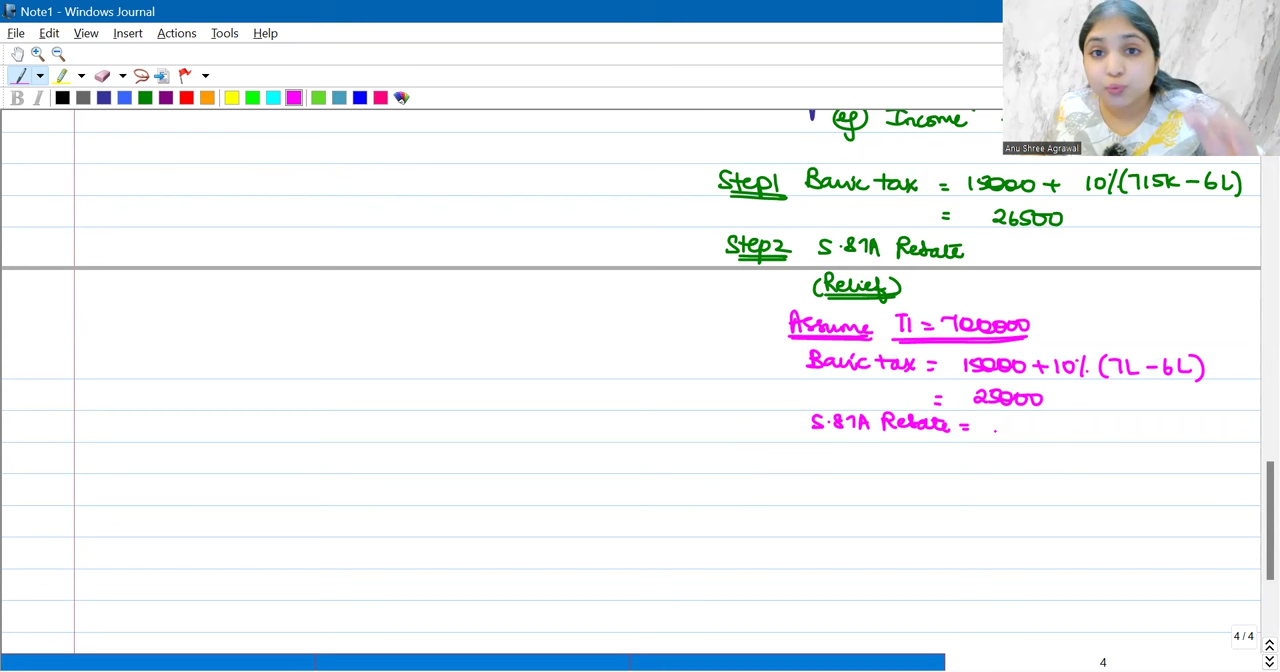 Note1 - Windows Journal
File Edit View Insert Actions Tools Help
B I
Anu Shree Agrawal
(eg) Income
Step1 Basic tax = 15000 + 10%(715K - 6L)
= 26500
Step2 S.87A Rebate
(Relief)
Assume TI = 700000
Basic tax = 15000 + 10% (7L - 6L)
= 25000
S.87A Rebate =
4 / 4
4